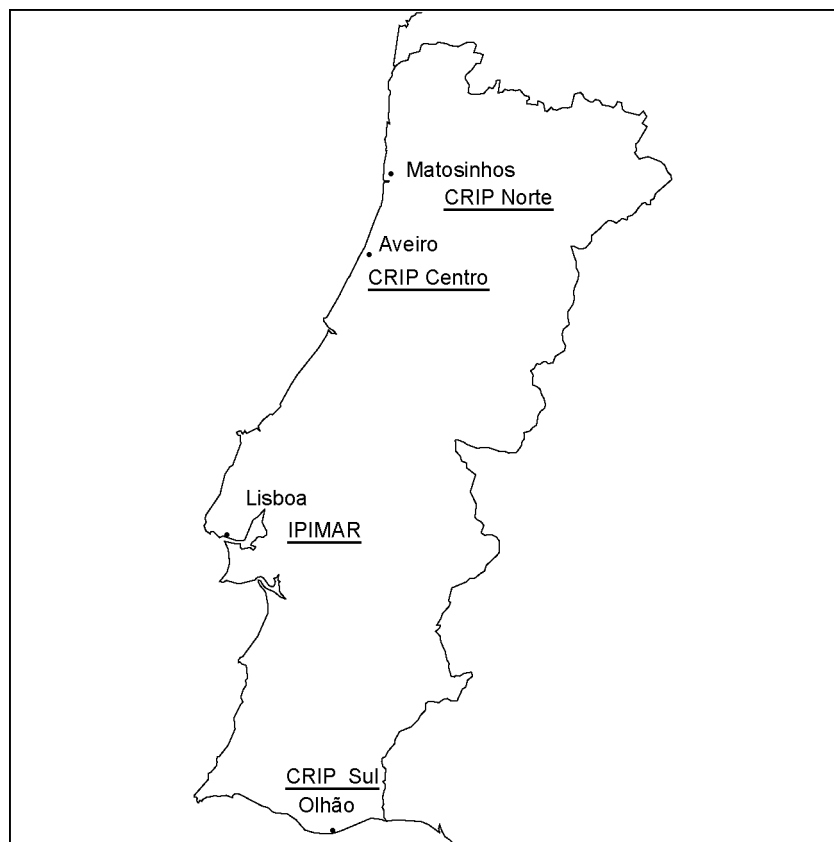 Matosinhos
CRIP Norte
Aveiro
CRIP Centro
Lisboa
IPIMAR
CRIP Sul
Olhão